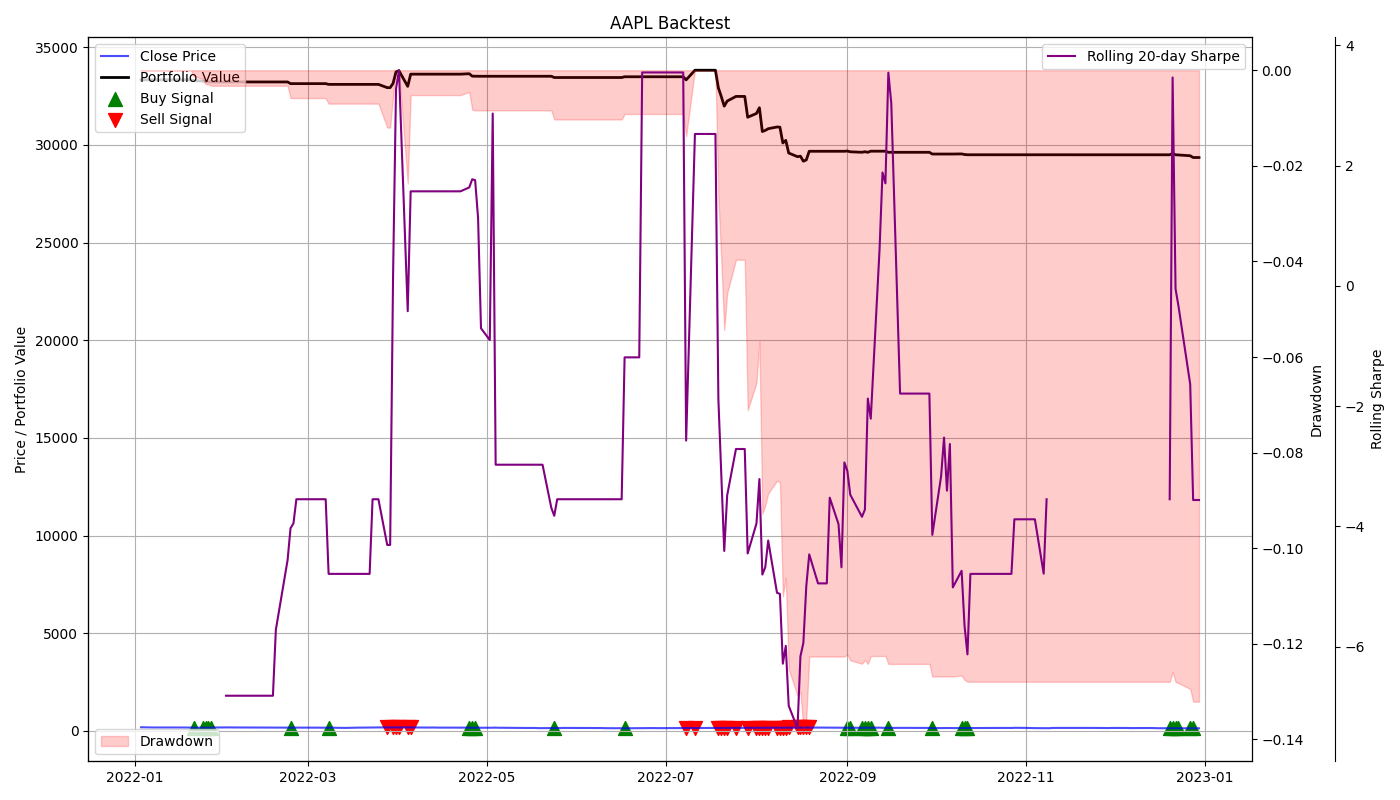 AAPL Backtest
Close Price
Portfolio Value
Buy Signal
Sell Signal
Rolling 20-day Sharpe
Drawdown
Price / Portfolio Value
35000
30000
25000
20000
15000
10000
5000
0
2022-01
2022-03
2022-05
2022-07
2022-09
2022-11
2023-01
0.00
−0.02
−0.04
−0.06
−0.08
−0.10
−0.12
−0.14
Drawdown
4
2
0
−2
−4
−6
Rolling Sharpe